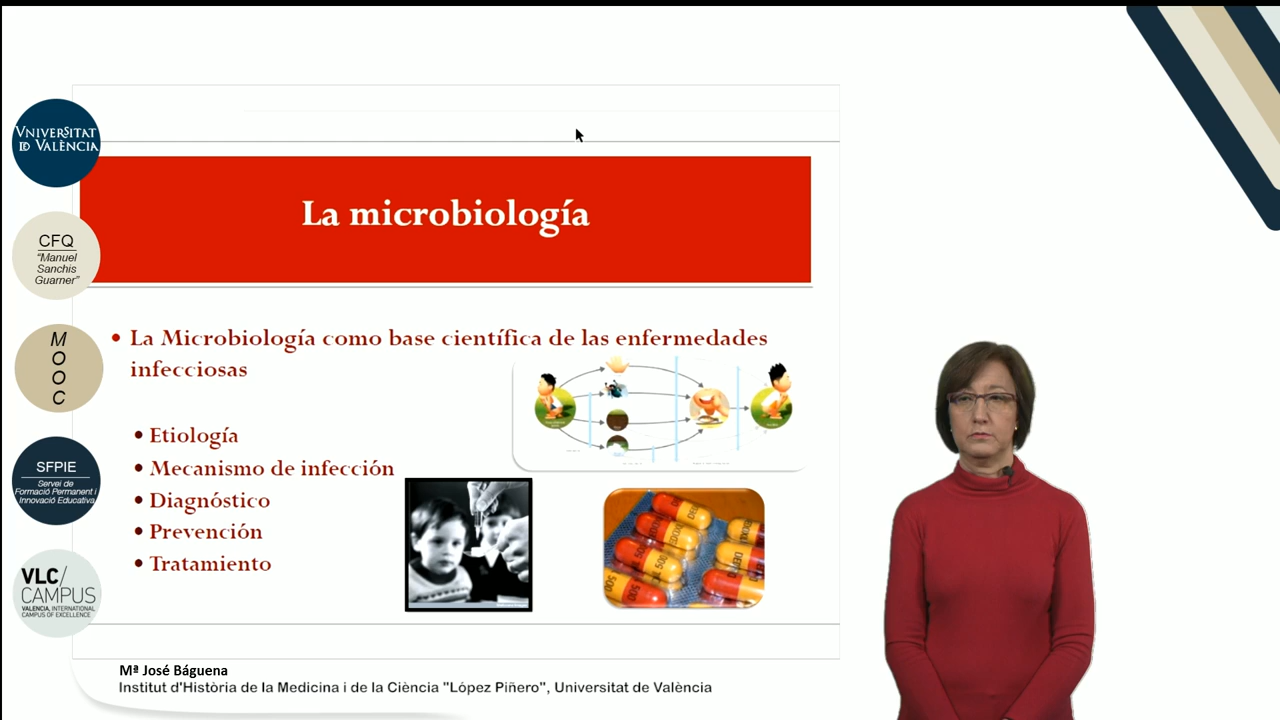 VNIVERSITAT
ID VALÈNCIA
CFQ
“Manuel
Sanchis
Guarner”
M
O
O
C
SFPIE
Servei de
Formació Permanent i
Innovació Educativa
VLC/
CAMPUS
VALENCIA, INTERNATIONAL
CAMPUS OF EXCELLENCE
La microbiología
• La Microbiología como base científica de las enfermedades
infecciosas
• Etiología
• Mecanismo de infección
• Diagnóstico
• Prevención
• Tratamiento
Mª José Báguena
Institut d'Història de la Medicina i de la Ciència "López Piñero", Universitat de València